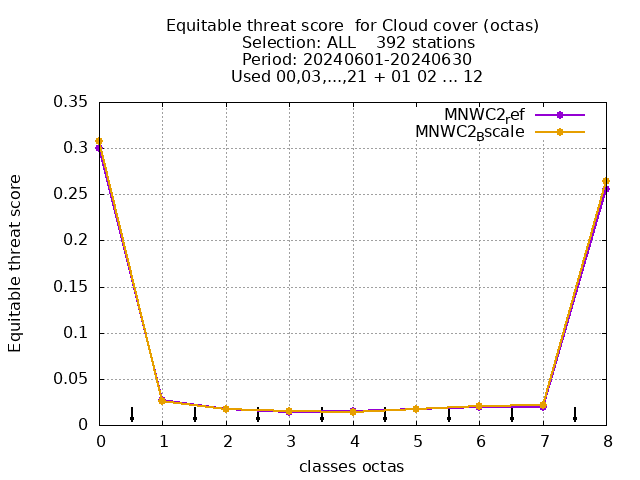 Equitable threat score  for Cloud cover (octas)
Selection: ALL    392 stations
Period: 20240601-20240630
Used 00,03,...,21 + 01 02 ... 12
MNWC2ref
MNWC2Bscale
0.35
0.3
0.25
0.2
0.15
0.1
0.05
0
Equitable threat score
0 1 2 3 4 5 6 7 8
classes octas